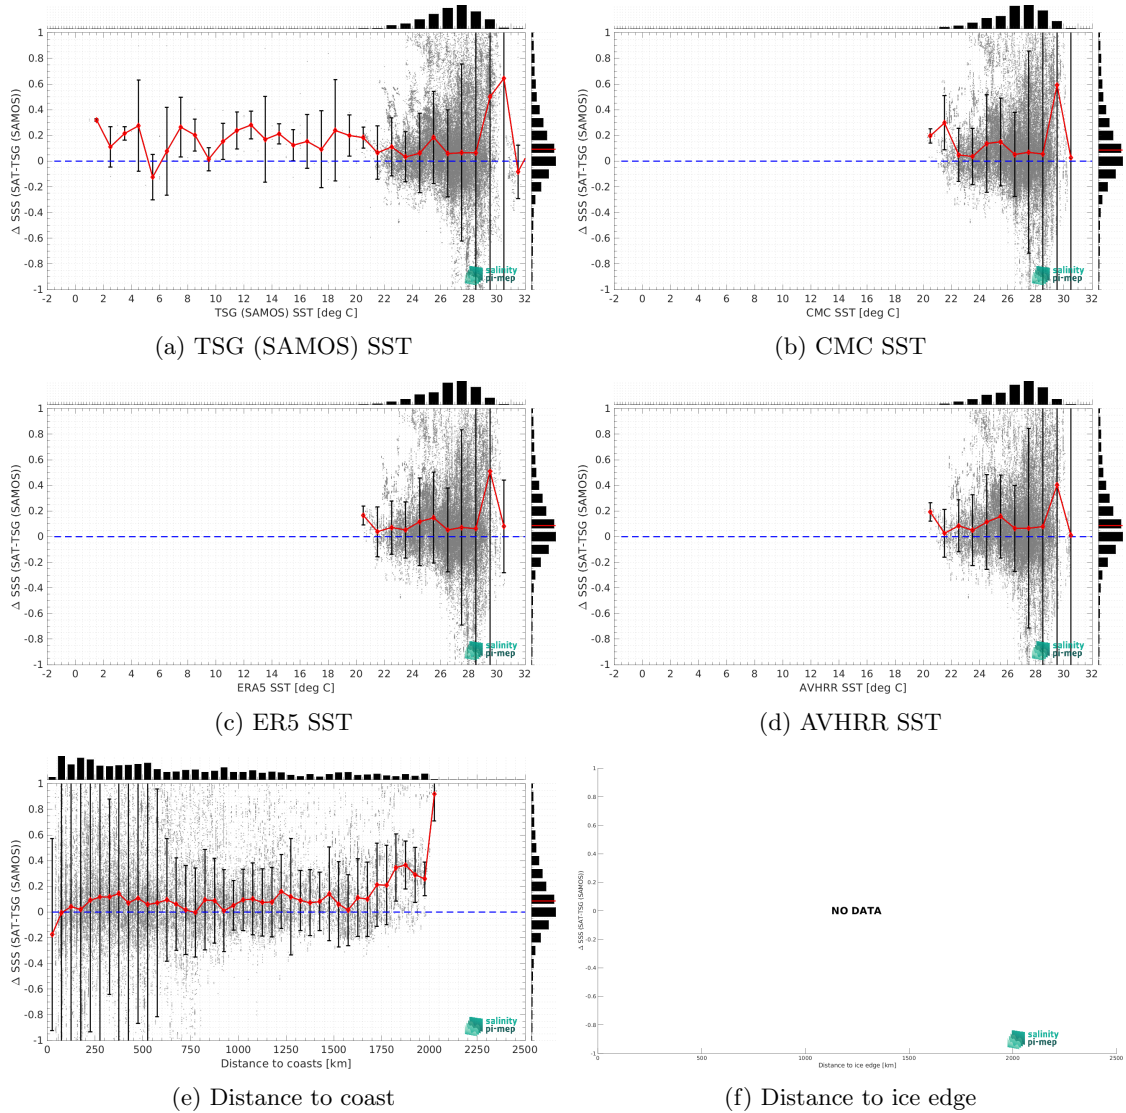 1
0.8
0.6
0.4
0.2
0
-0.2
-0.4
-0.6
-0.8
-1
Δ SSS (SAT-TSG (SAMOS))
salinity
pi-mep
-2 0 2 4 6 8 10 12 14 16 18 20 22 24 26 28 30 32
TSG (SAMOS) SST [deg C]
(a) TSG (SAMOS) SST
1
0.8
0.6
0.4
0.2
0
-0.2
-0.4
-0.6
-0.8
-1
Δ SSS (SAT-TSG (SAMOS))
salinity
pi-mep
-2 0 2 4 6 8 10 12 14 16 18 20 22 24 26 28 30 32
CMC SST [deg C]
(b) CMC SST
1
0.8
0.6
0.4
0.2
0
-0.2
-0.4
-0.6
-0.8
-1
Δ SSS (SAT-TSG (SAMOS))
salinity
pi-mep
-2 0 2 4 6 8 10 12 14 16 18 20 22 24 26 28 30 32
ERA5 SST [deg C]
(c) ER5 SST
1
0.8
0.6
0.4
0.2
0
-0.2
-0.4
-0.6
-0.8
-1
Δ SSS (SAT-TSG (SAMOS))
salinity
pi-mep
-2 0 2 4 6 8 10 12 14 16 18 20 22 24 26 28 30 32
AVHRR SST [deg C]
(d) AVHRR SST
1
0.8
0.6
0.4
0.2
0
-0.2
-0.4
-0.6
-0.8
-1
Δ SSS (SAT-TSG (SAMOS))
salinity
pi-mep
0 250 500 750 1000 1250 1500 1750 2000 2250 2500
Distance to coasts [km]
(e) Distance to coast
1
0.8
0.6
0.4
0.2
0
-0.2
-0.4
-0.6
-0.8
-1
Δ SSS (SAT-TSG (SAMOS))
NO DATA
salinity
pi-mep
0 500 1000 1500 2000 2500
Distance to ice edge [km]
(f) Distance to ice edge